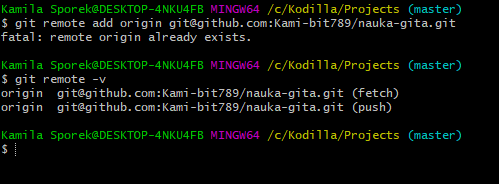 Kamila Sporek@DESKTOP-4NKU4FB MINGW64 /c/Kodilla/Projects (master)
$ git remote add origin git@github.com:Kami-bit789/nauka-gita.git
fatal: remote origin already exists.
Kamila Sporek@DESKTOP-4NKU4FB MINGW64 /c/Kodilla/Projects (master)
$ git remote -v
origin  git@github.com:Kami-bit789/nauka-gita.git (fetch)
origin  git@github.com:Kami-bit789/nauka-gita.git (push)
Kamila Sporek@DESKTOP-4NKU4FB MINGW64 /c/Kodilla/Projects (master)
$